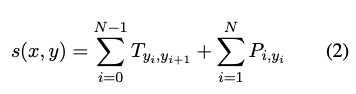 s(x, y) = \sum_{i=0}^{N-1} T_{y_i, y_{i+1}} + \sum_{i=1}^{N} P_{i, y_i} (2)